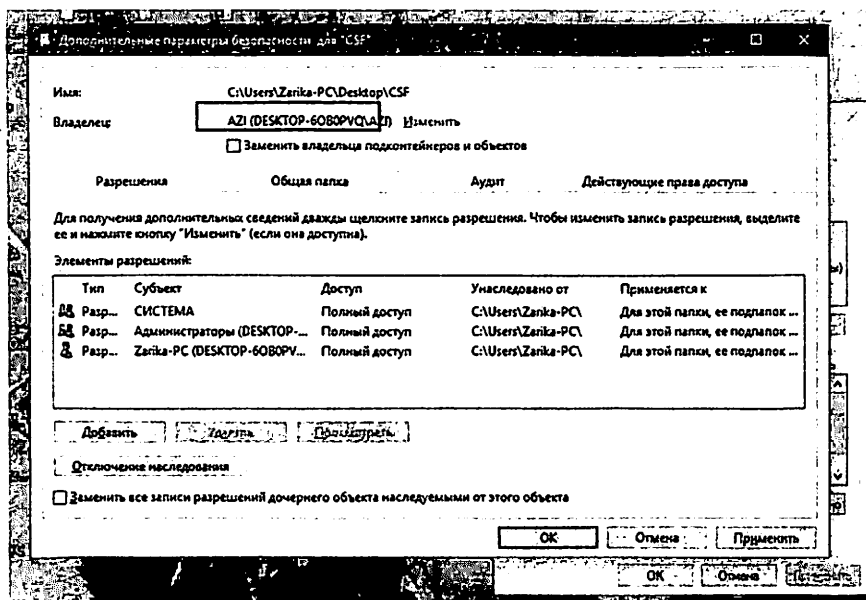 Дополнительные параметры безопасности для "CSF"
Имя: C:\Users\Zarika-PC\Desktop\CSF
Владелец: AZI (DESKTOP-6OB0PVQ\AZI) Изменить
Заменить владельца подконтейнеров и объектов
Разрешения Общая папка Аудит Действующие права доступа
Для получения дополнительных сведений дважды щелкните запись разрешения. Чтобы изменить запись разрешения, выделите
ее и нажмите кнопку "Изменить" (если она доступна).
Элементы разрешений:
Тип Субъект Доступ Унаследовано от Применяется к
Разр... СИСТЕМА Полный доступ C:\Users\Zarika-PC\ Для этой папки, ее подпапок ...
Разр... Администраторы (DESKTOP-... Полный доступ C:\Users\Zarika-PC\ Для этой папки, ее подпапок ...
Разр... Zarika-PC (DESKTOP-6OB0PV... Полный доступ C:\Users\Zarika-PC\ Для этой папки, ее подпапок ...
Добавить Удалить Просмотреть
Отключение наследования
Заменить все записи разрешений дочернего объекта наследуемыми от этого объекта
OK Отмена Применить
OK Отмена